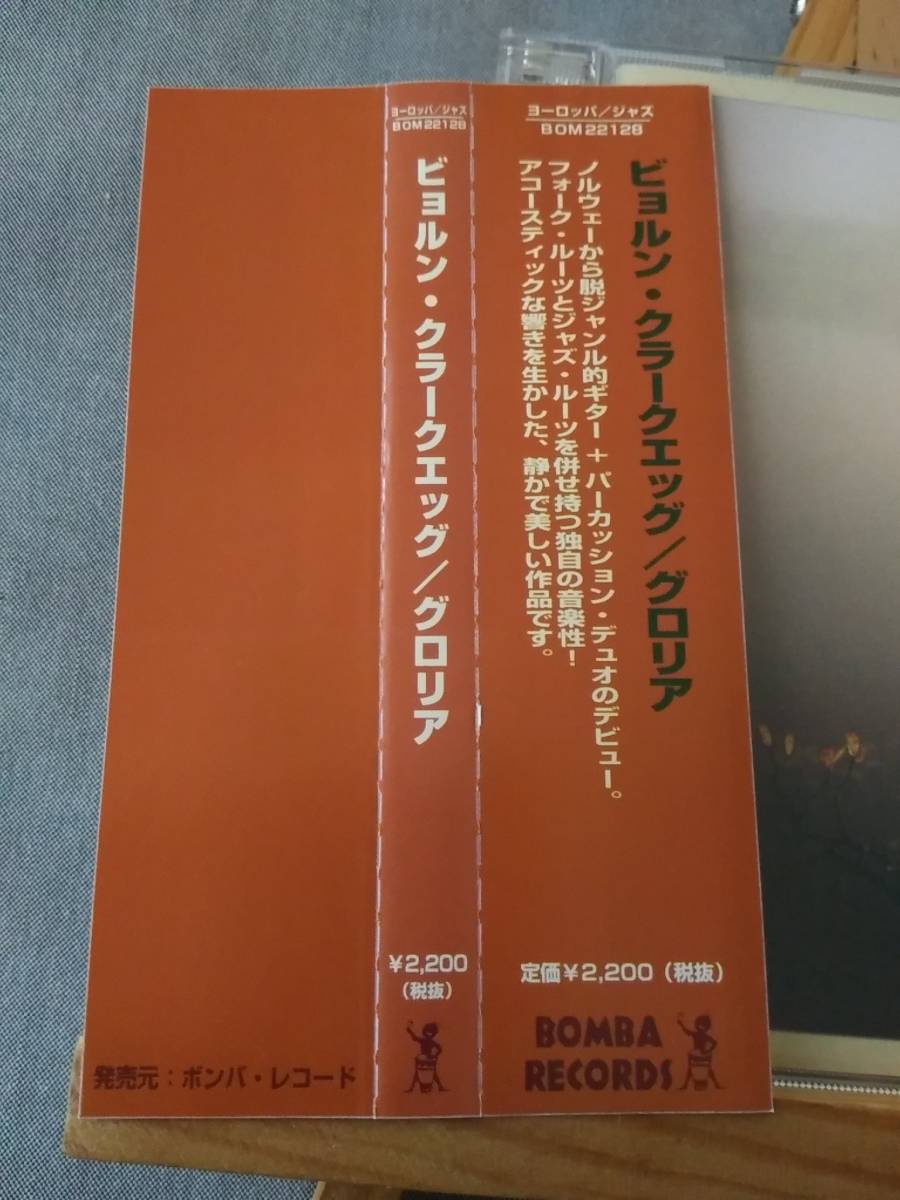 ヨーロッパ/ジャズ
BOM22128
ビョルン・クラークエッグ/グロリア
ノルウェーから脱ジャンル的ギター+パーカッション・デュオのデビュー。
フォーク・ルーツとジャズ・ルーツを併せ持つ独自の音楽性!
アコースティックな響きを生かした、静かで美しい作品です。
定価¥2,200(税抜)
BOMBA
RECORDS
ヨーロッパ/ジャズ
BOM22128
ビョルン・クラークエッグ/グロリア
¥2,200
(税抜)
発売元:ボンバ・レコード